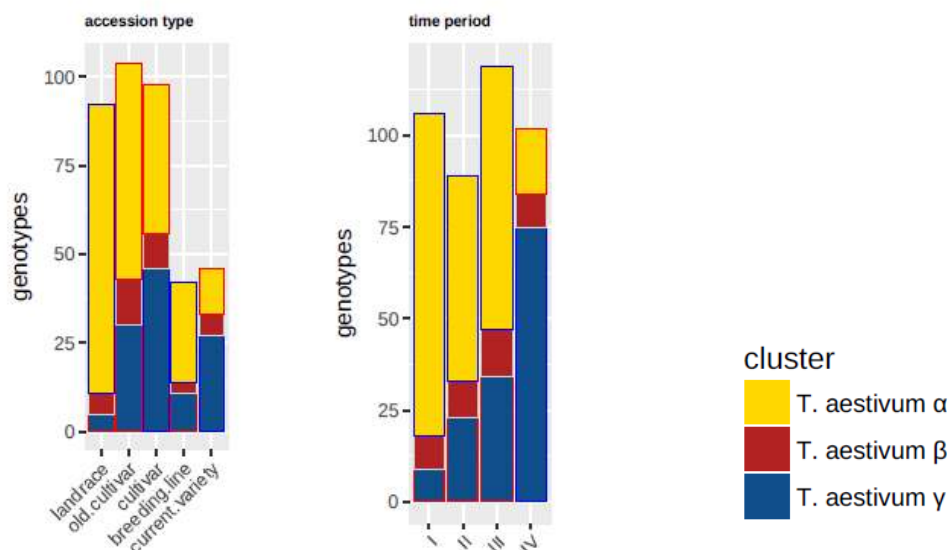 accession type
genotypes
100
75
50
25
0
landrace
old.cultivar
cultivar
breeding.line
current.variety
time period
genotypes
100
75
50
25
0
I
II
III
IV
cluster
T. aestivum α
T. aestivum β
T. aestivum γ